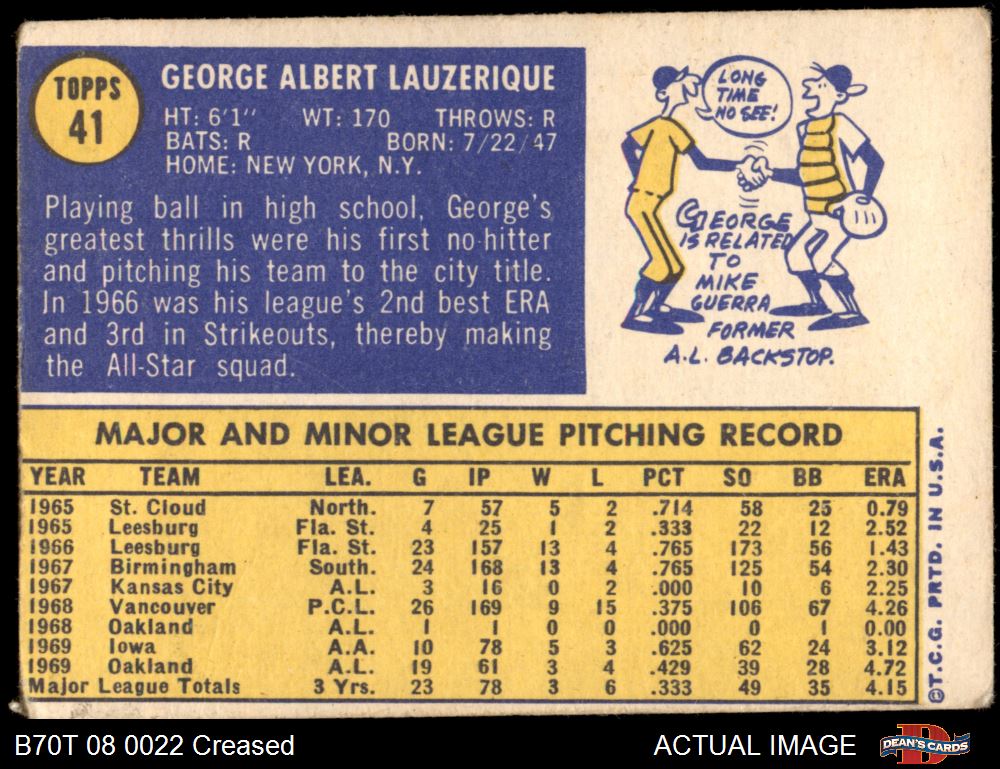 TOPPS
41
GEORGE ALBERT LAUZERIQUE
HT: 6'1" WT: 170 THROWS: R
BATS: R BORN: 7/22/47
HOME: NEW YORK, N.Y.
Playing ball in high school, George's
greatest thrills were his first no-hitter
and pitching his team to the city title.
In 1966 was his league's 2nd best ERA
and 3rd in Strikeouts, thereby making
the All-Star squad.
LONG
TIME
NO SEE!
GEORGE
IS RELATED
TO
MIKE
GUERRA
FORMER
A.L. BACKSTOP.
MAJOR AND MINOR LEAGUE PITCHING RECORD
YEAR TEAM LEA. G IP W L PCT SO BB ERA
1965 St. Cloud North. 7 57 5 2 .714 58 25 0.79
1965 Leesburg Fla. St. 4 25 1 2 .333 22 12 2.52
1966 Leesburg Fla. St. 23 157 13 4 .765 173 56 1.43
1967 Birmingham South. 24 168 13 4 .765 125 54 2.30
1967 Kansas City A.L. 3 16 0 2 .000 10 6 2.25
1968 Vancouver P.C.L. 26 169 9 15 .375 106 67 4.26
1968 Oakland A.L. 1 1 0 0 .000 0 1 0.00
1969 Iowa A.A. 10 78 5 3 .625 62 24 3.12
1969 Oakland A.L. 19 61 3 4 .429 39 28 4.72
Major League Totals 3 Yrs. 23 78 3 6 .333 49 35 4.15
©T.C.G. PRTD. IN U.S.A.
B70T 08 0022 Creased
ACTUAL IMAGE
DEAN'S CARDS